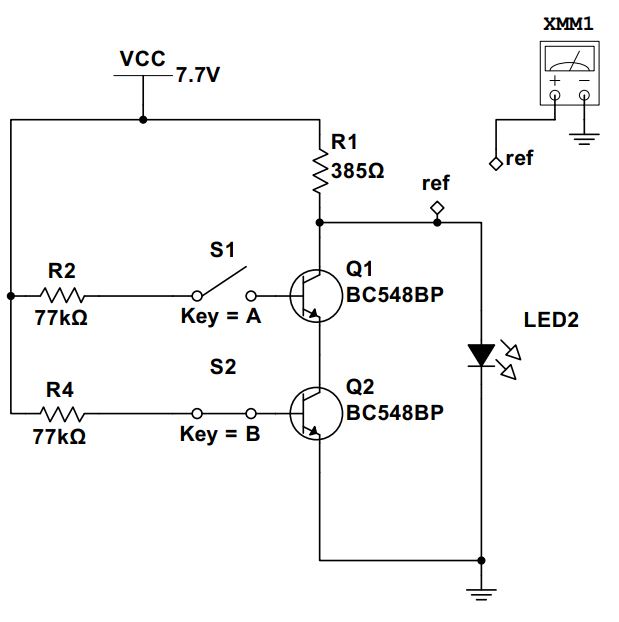 XMM1
VCC
7.7V
+ -
R1
385Ω
ref
ref
S1
Q1
R2
BC548BP
77kΩ
Key = A
LED2
S2
Q2
R4
BC548BP
77kΩ
Key = B